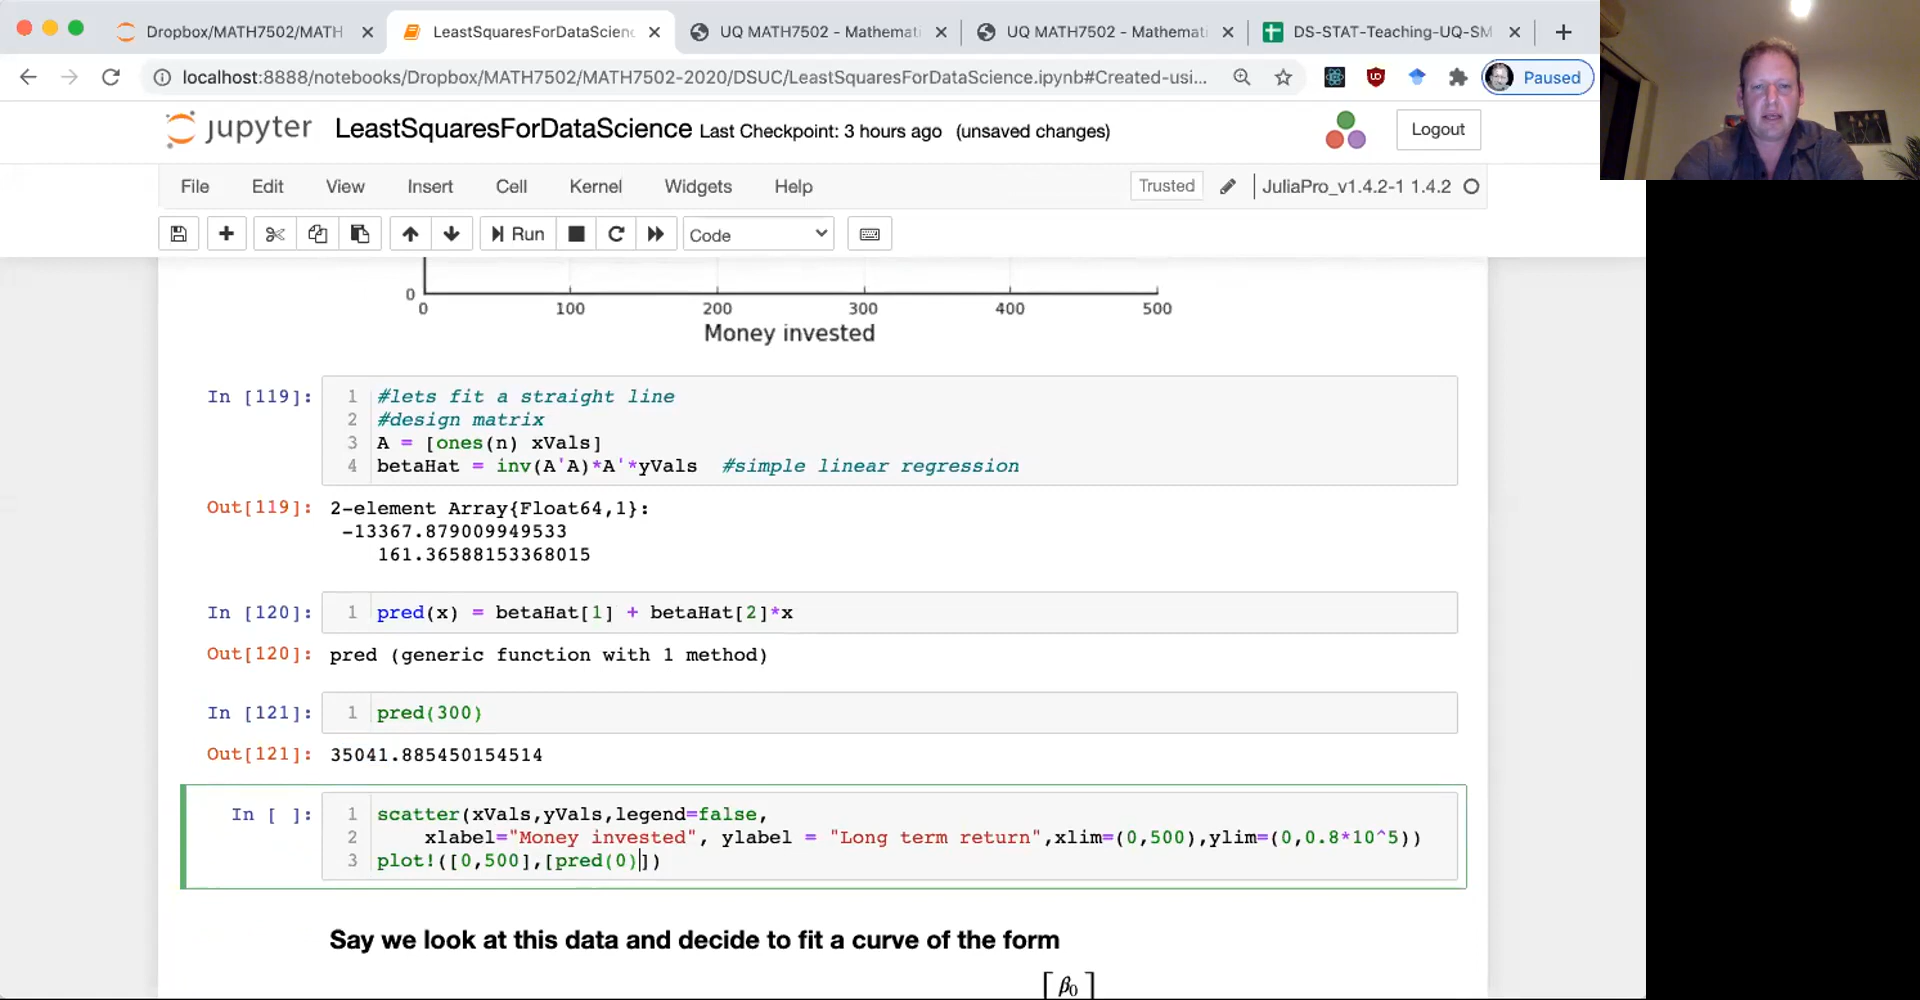 Dropbox/MATH7502/MATH
LeastSquaresForDataScienc
UQ MATH7502 - Mathemati
UQ MATH7502 - Mathemati
DS-STAT-Teaching-UQ-SM
localhost:8888/notebooks/Dropbox/MATH7502/MATH7502-2020/DSUC/LeastSquaresForDataScience.ipynb#Created-usi...
Paused
jupyter LeastSquaresForDataScience Last Checkpoint: 3 hours ago (unsaved changes)
Logout
File Edit View Insert Cell Kernel Widgets Help
Trusted JuliaPro_v1.4.2-1 1.4.2
Run Code
0
0 100 200 300 400 500
Money invested
In [119]: 1 #lets fit a straight line
2 #design matrix
3 A = [ones(n) xVals]
4 betaHat = inv(A'A)*A'*yVals #simple linear regression
Out[119]: 2-element Array{Float64,1}:
-13367.879009949533
161.36588153368015
In [120]: 1 pred(x) = betaHat[1] + betaHat[2]*x
Out[120]: pred (generic function with 1 method)
In [121]: 1 pred(300)
Out[121]: 35041.885450154514
In [ ]: 1 scatter(xVals,yVals,legend=false,
2 xlabel="Money invested", ylabel = "Long term return",xlim=(0,500),ylim=(0,0.8*10^5))
3 plot!([0,500],[pred(0)])
Say we look at this data and decide to fit a curve of the form
β0